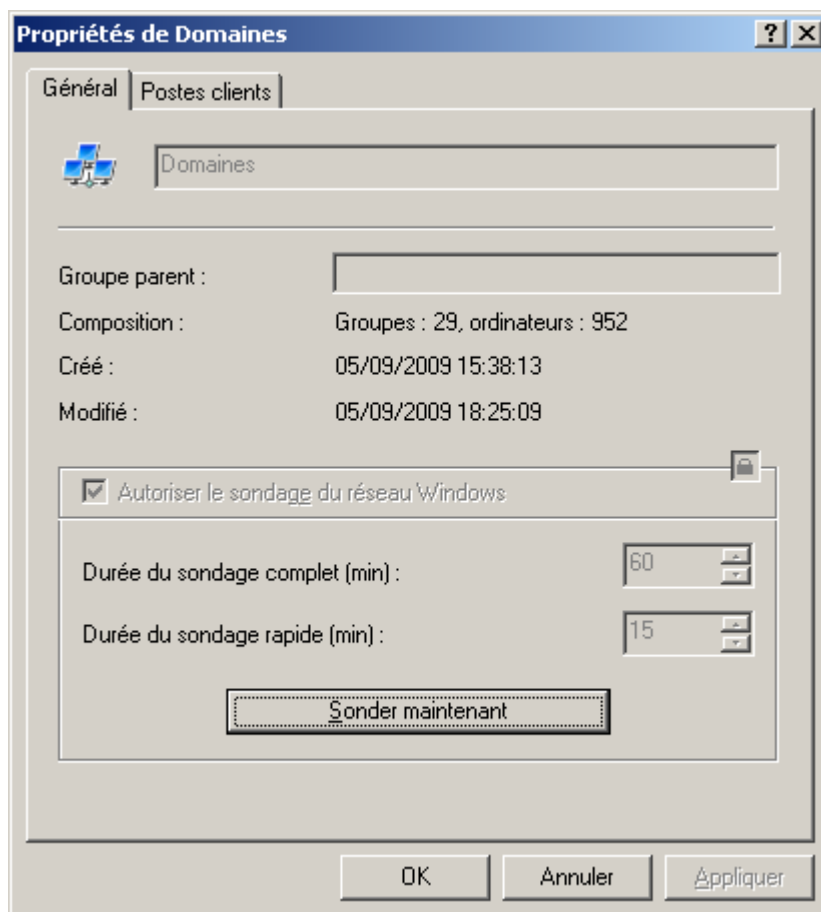 Propriétés de Domaines
Général Postes clients
Domaines
Groupe parent :
Composition : Groupes : 29, ordinateurs : 952
Créé : 05/09/2009 15:38:13
Modifié : 05/09/2009 18:25:09
Autoriser le sondage du réseau Windows
Durée du sondage complet (min) : 60
Durée du sondage rapide (min) : 15
Sonder maintenant
OK Annuler Appliquer